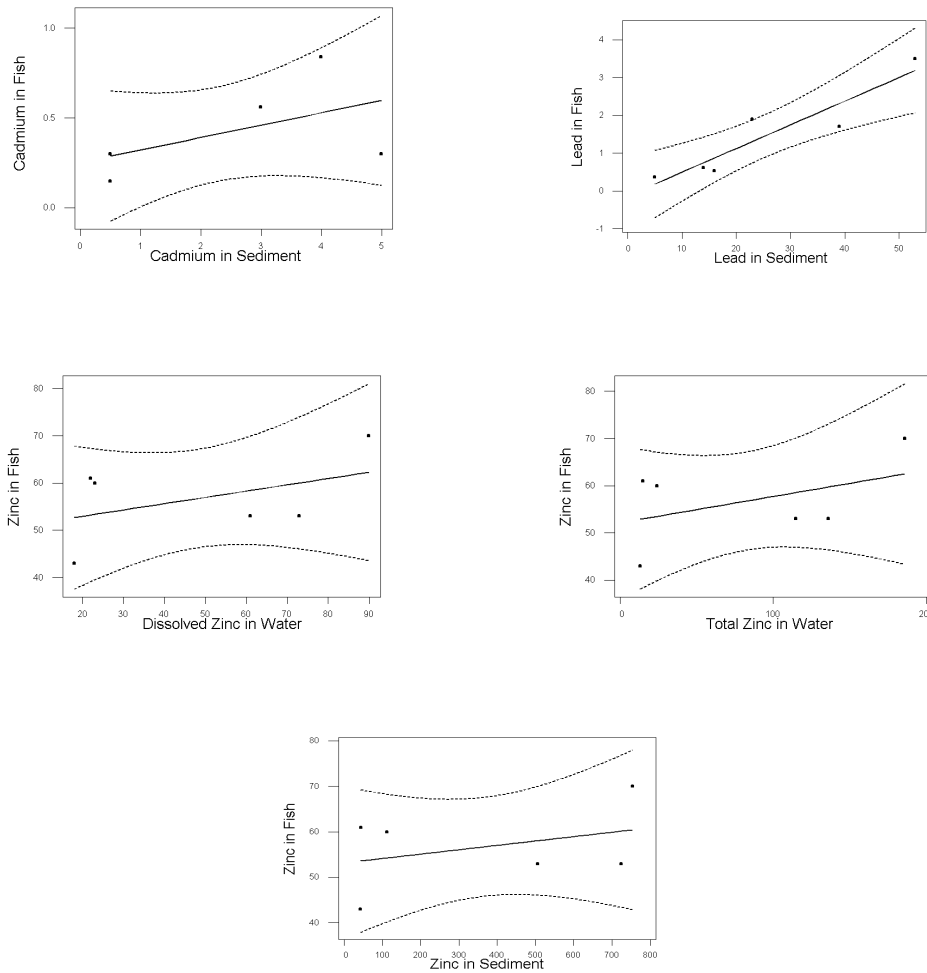 Cadmium in Fish
1.0
0.5
0.0
0 1 2 3 4 5
Cadmium in Sediment
Lead in Fish
4
3
2
1
0
-1
0 10 20 30 40 50
Lead in Sediment
Zinc in Fish
80
70
60
50
40
20 30 40 50 60 70 80 90
Dissolved Zinc in Water
Zinc in Fish
80
70
60
50
40
0 100 200
Total Zinc in Water
Zinc in Fish
80
70
60
50
40
0 100 200 300 400 500 600 700 800
Zinc in Sediment